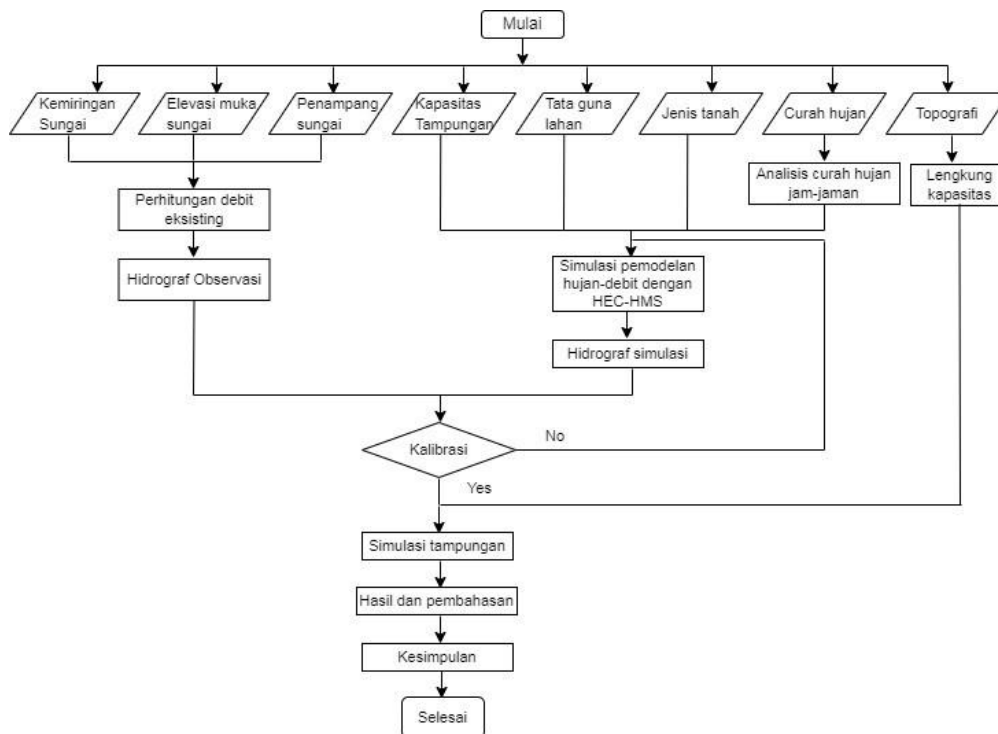 Mulai
Kemiringan
Sungai
Elevasi muka
sungai
Penampang
sungai
Kapasitas
Tampungan
Tata guna
lahan
Jenis tanah
Curah hujan
Topografi
Perhitungan debit
eksisting
Analisis curah hujan
jam-jaman
Lengkung
kapasitas
Hidrograf Observasi
Simulasi pemodelan
hujan-debit dengan
HEC-HMS
Hidrograf simulasi
Kalibrasi
No
Yes
Simulasi tampungan
Hasil dan pembahasan
Kesimpulan
Selesai